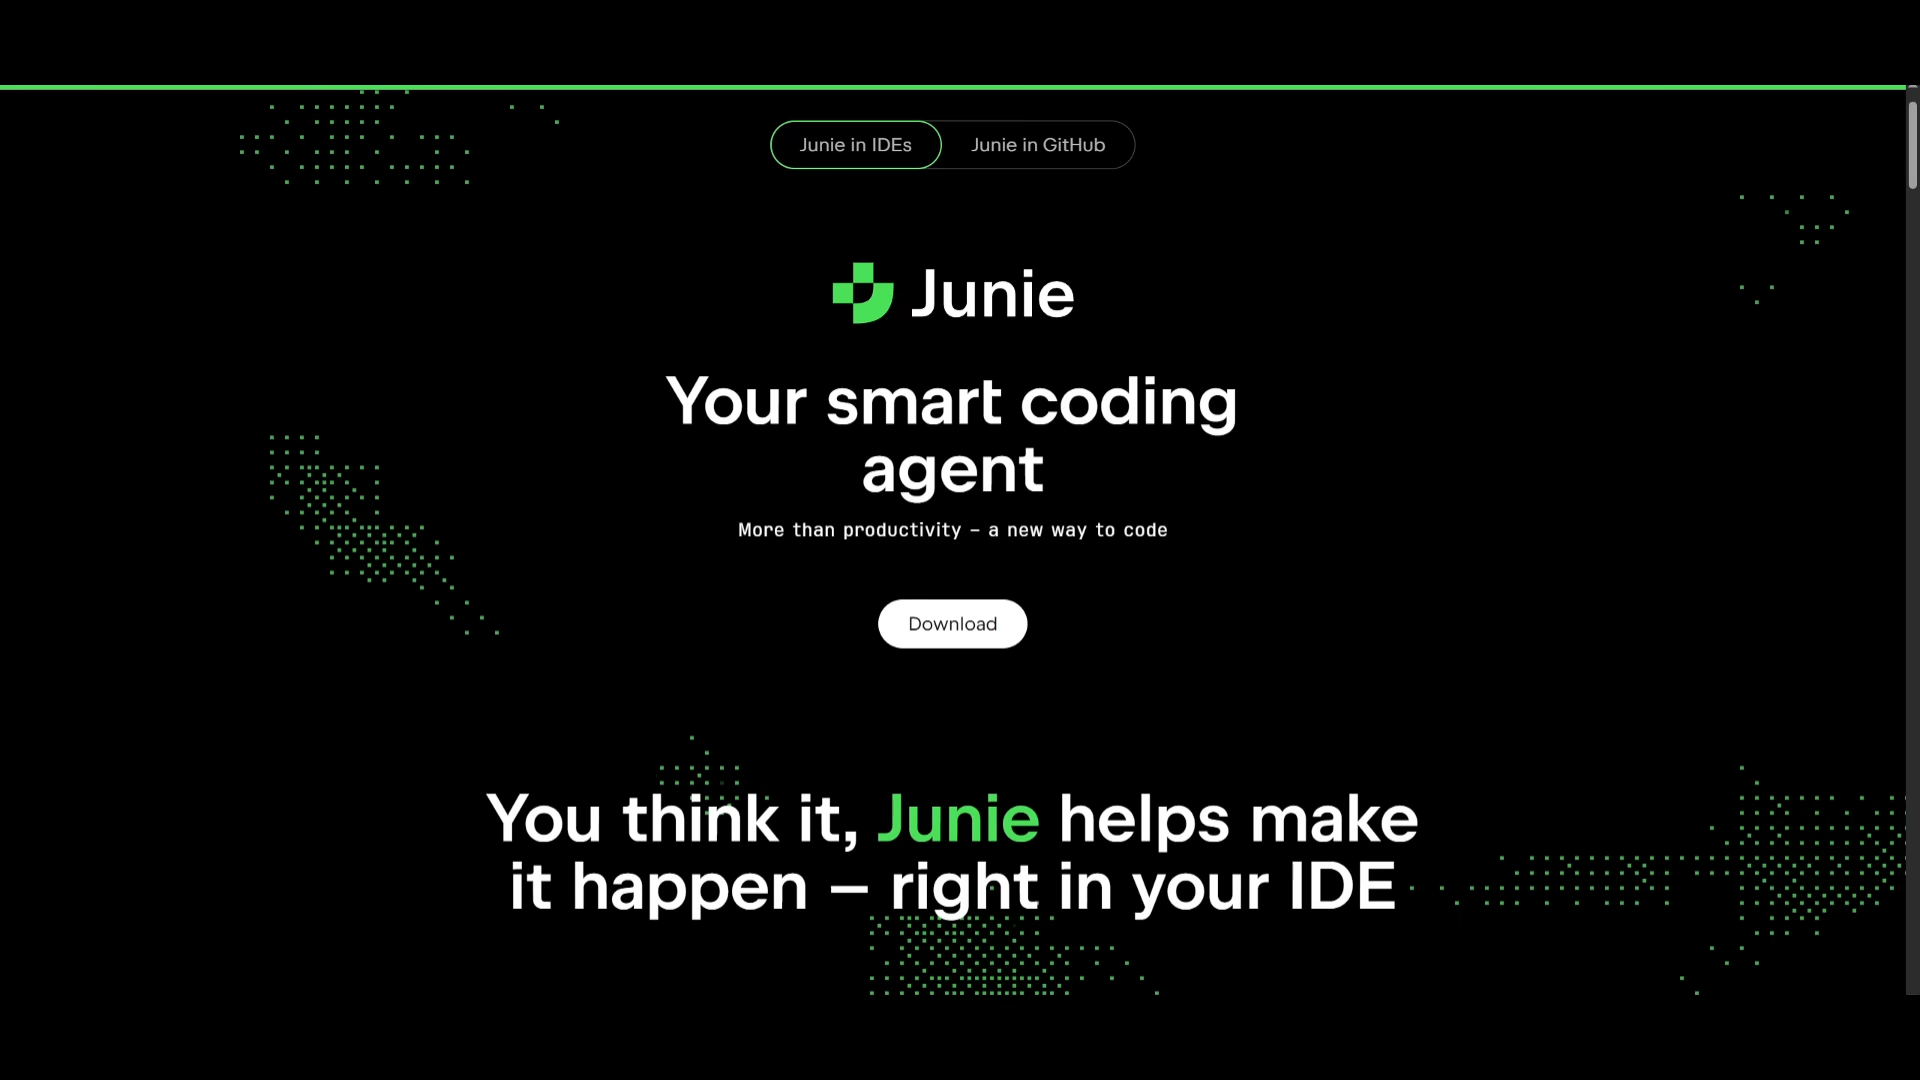 Junie in IDEs
Junie in GitHub
Junie
Your smart coding
agent
More than productivity – a new way to code
Download
You think it, Junie helps make
it happen – right in your IDE